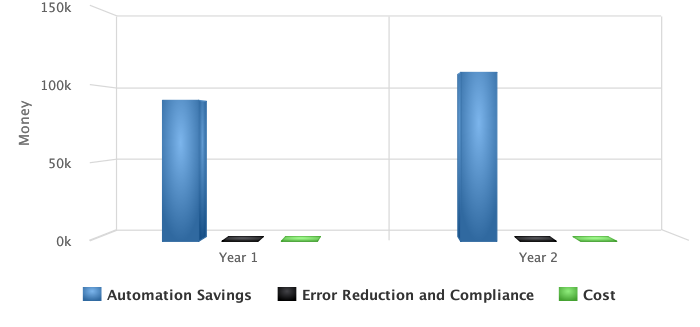 150k
100k
50k
0k
Money
Year 1
Year 2
Automation Savings
Error Reduction and Compliance
Cost